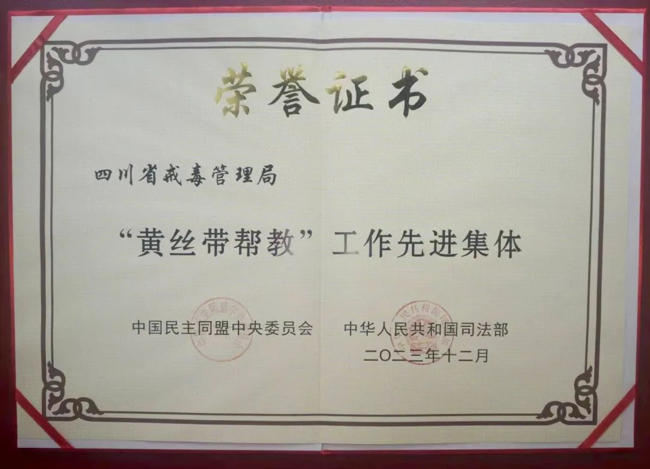 荣誉证书
四川省戒毒管理局
“黄丝带帮教”工作先进集体
中国民主同盟中央委员会 中华人民共和国司法部
二〇二三年十二月